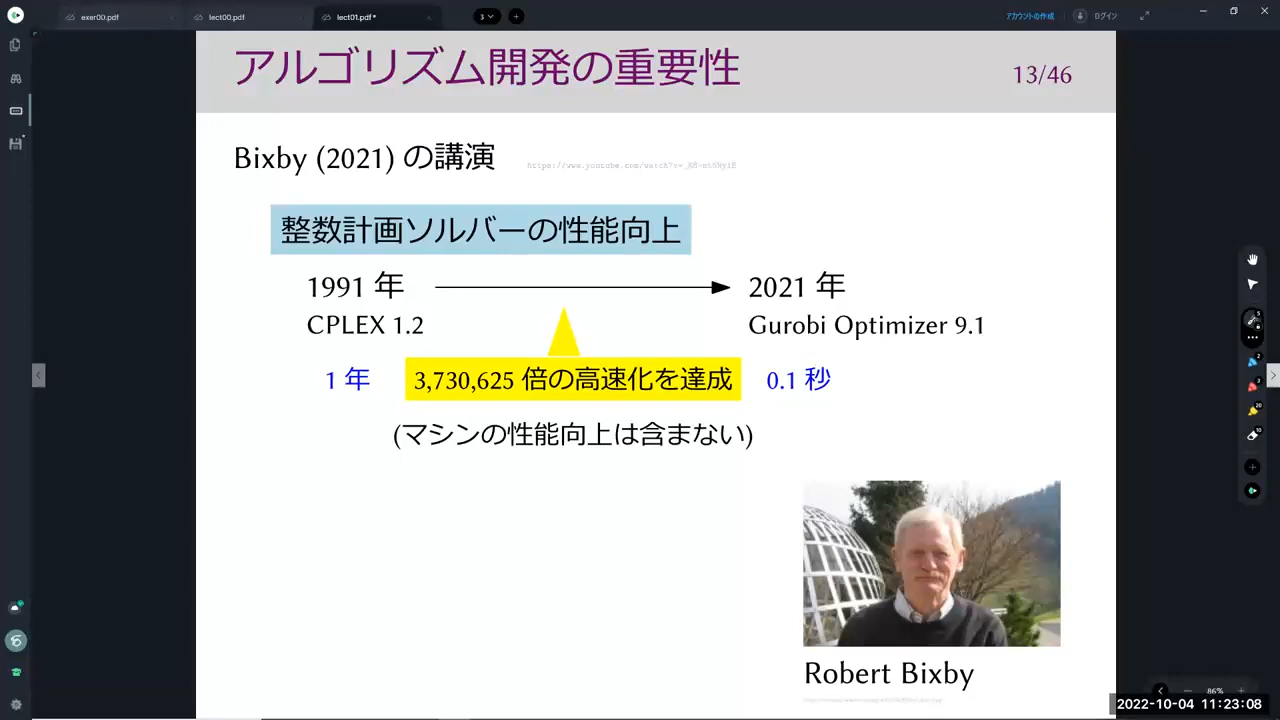 exer00.pdf
lect00.pdf
lect01.pdf*
3
アカウントの作成
ログイン
アルゴリズム開発の重要性
13/46
Bixby (2021) の講演
整数計画ソルバーの性能向上
1991 年
2021 年
CPLEX 1.2
Gurobi Optimizer 9.1
1 年
3,730,625 倍の高速化を達成
0.1 秒
(マシンの性能向上は含まない)
Robert Bixby
86%
2022-10-04 11:23:08